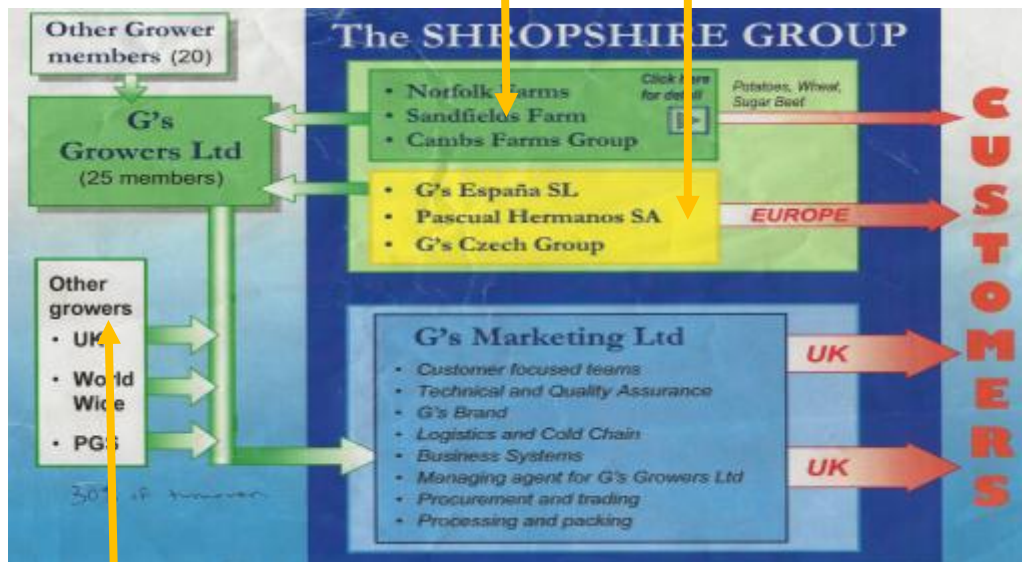 Other Grower
members (20)
G's
Growers Ltd
(25 members)
Other
growers
• UK
• World
Wide
• PGS
30% of turnover
The SHROPSHIRE GROUP
• Norfolk Farms
• Sandfields Farm
• Cambs Farms Group
Click here
for detail
Potatoes, Wheat,
Sugar Beet
• G's España SL
• Pascual Hermanos SA
• G's Czech Group
EUROPE
G's Marketing Ltd
• Customer focused teams
• Technical and Quality Assurance
• G's Brand
• Logistics and Cold Chain
• Business Systems
• Managing agent for G's Growers Ltd
• Procurement and trading
• Processing and packing
UK
UK
CUSTOMERS